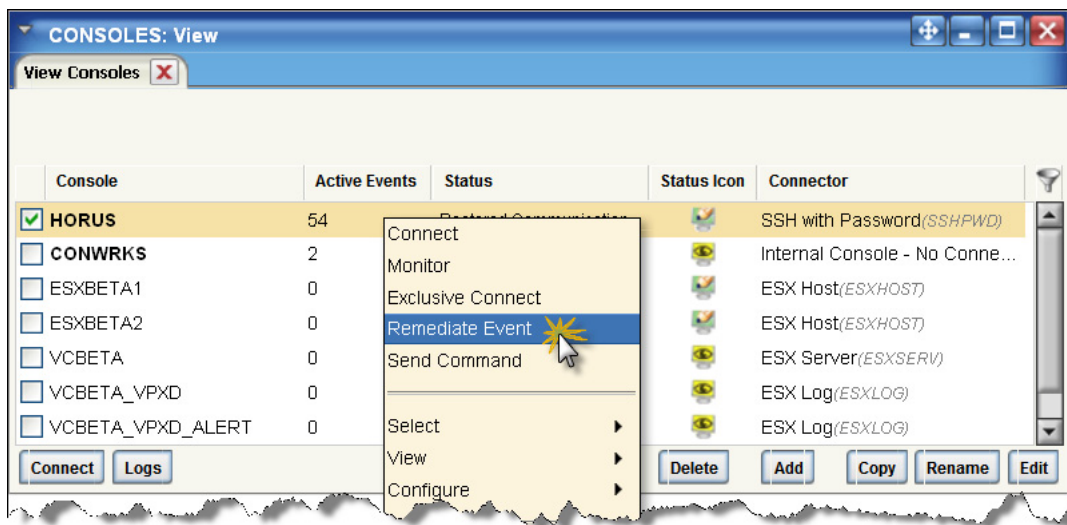 CONSOLES: View
View Consoles
Console Active Events Status Status Icon Connector
HORUS 54 Restored Communication SSH with Password(SSHPWD)
CONWRKS 2 Internal Console - No Conne...
ESXBETA1 0 ESX Host(ESXHOST)
ESXBETA2 0 ESX Host(ESXHOST)
VCBETA 0 ESX Server(ESXSERV)
VCBETA_VPXD 0 ESX Log(ESXLOG)
VCBETA_VPXD_ALERT 0 ESX Log(ESXLOG)
Connect
Monitor
Exclusive Connect
Remediate Event
Send Command
Select
View
Configure
Connect Logs Delete Add Copy Rename Edit